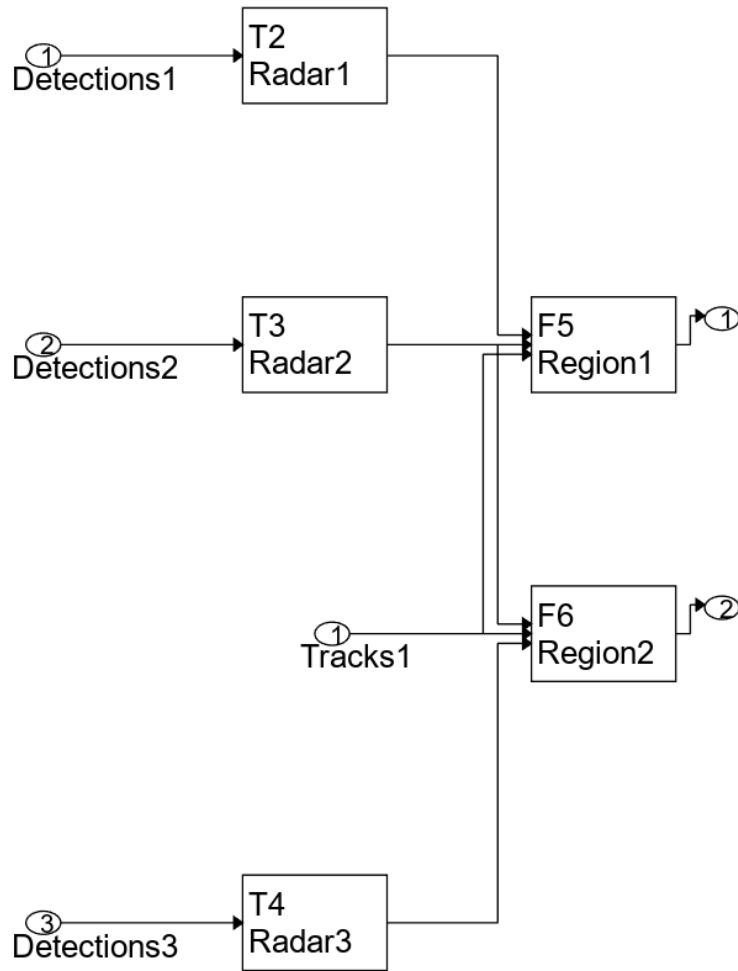 1
Detections1
T2
Radar1
2
Detections2
T3
Radar2
F5
Region1
1
1
Tracks1
F6
Region2
2
3
Detections3
T4
Radar3